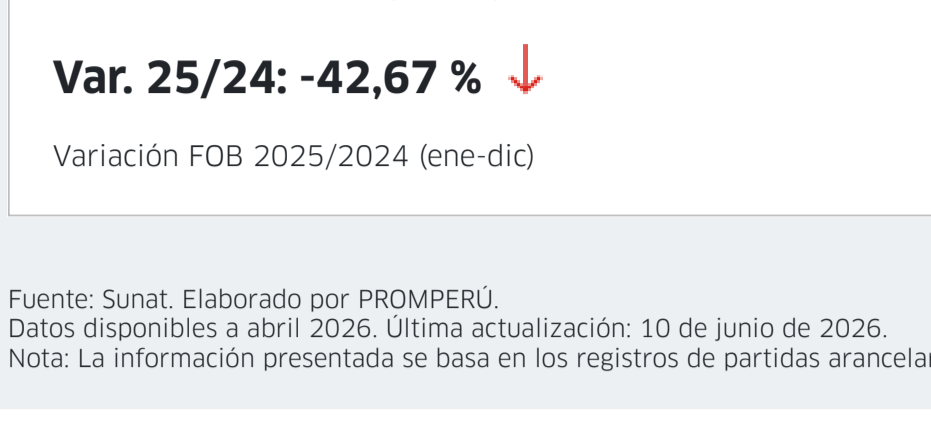 Var. 25/24: -42,67 %
Variación FOB 2025/2024 (ene-dic)
Fuente: Sunat. Elaborado por PROMPERÚ.
Datos disponibles a abril 2026. Última actualización: 10 de junio de 2026.
Nota: La información presentada se basa en los registros de partidas